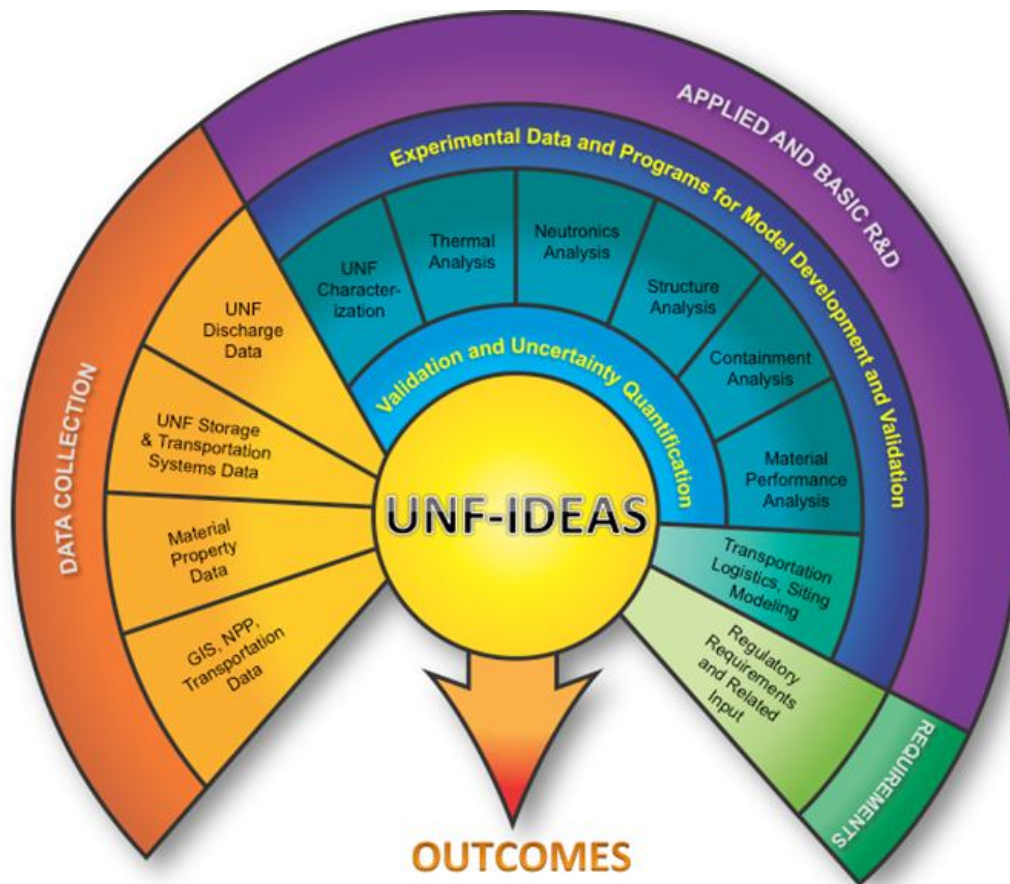 APPLIED AND BASIC R&D
Experimental Data and Programs for Model Development and Validation
UNF
Character-
ization
Thermal
Analysis
Neutronics
Analysis
Structure
Analysis
Containment
Analysis
Material
Performance
Analysis
Transportation
Logistics, Siting
Modeling
Validation and Uncertainty Quantification
DATA COLLECTION
UNF
Discharge
Data
UNF Storage
& Transportation
Systems Data
Material
Property
Data
GIS, NPP,
Transportation
Data
UNF-IDEAS
Regulatory
Requirements
and Related
Input
REQUIREMENTS
OUTCOMES